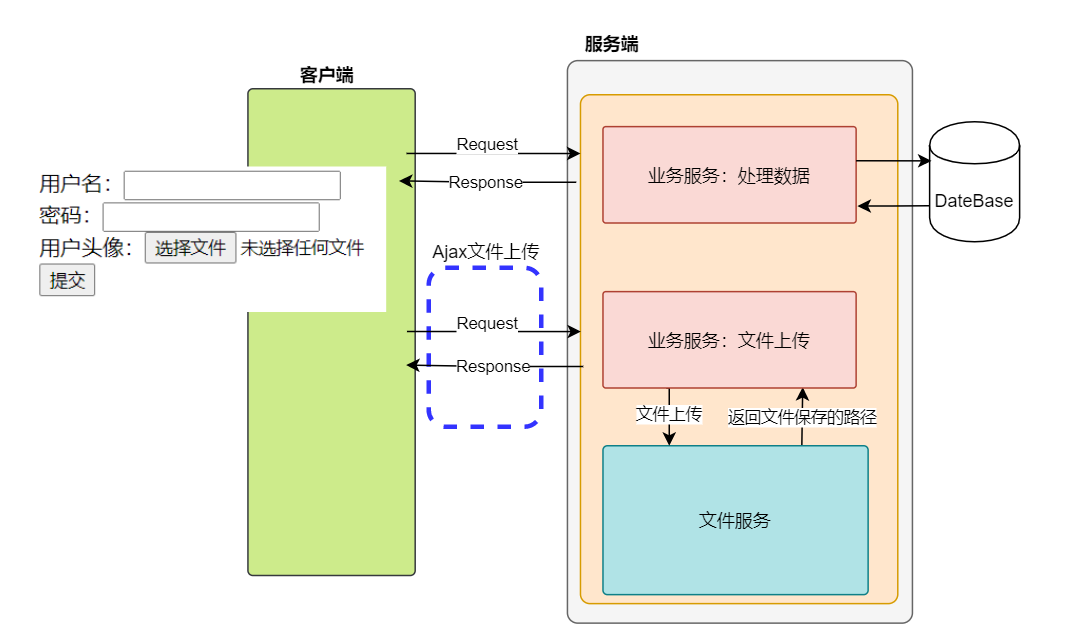 服务端
客户端
Request
Response
业务服务：处理数据
DateBase
用户名：
密码：
用户头像： 选择文件 未选择任何文件
提交
Ajax文件上传
Request
Response
业务服务：文件上传
文件上传
返回文件保存的路径
文件服务